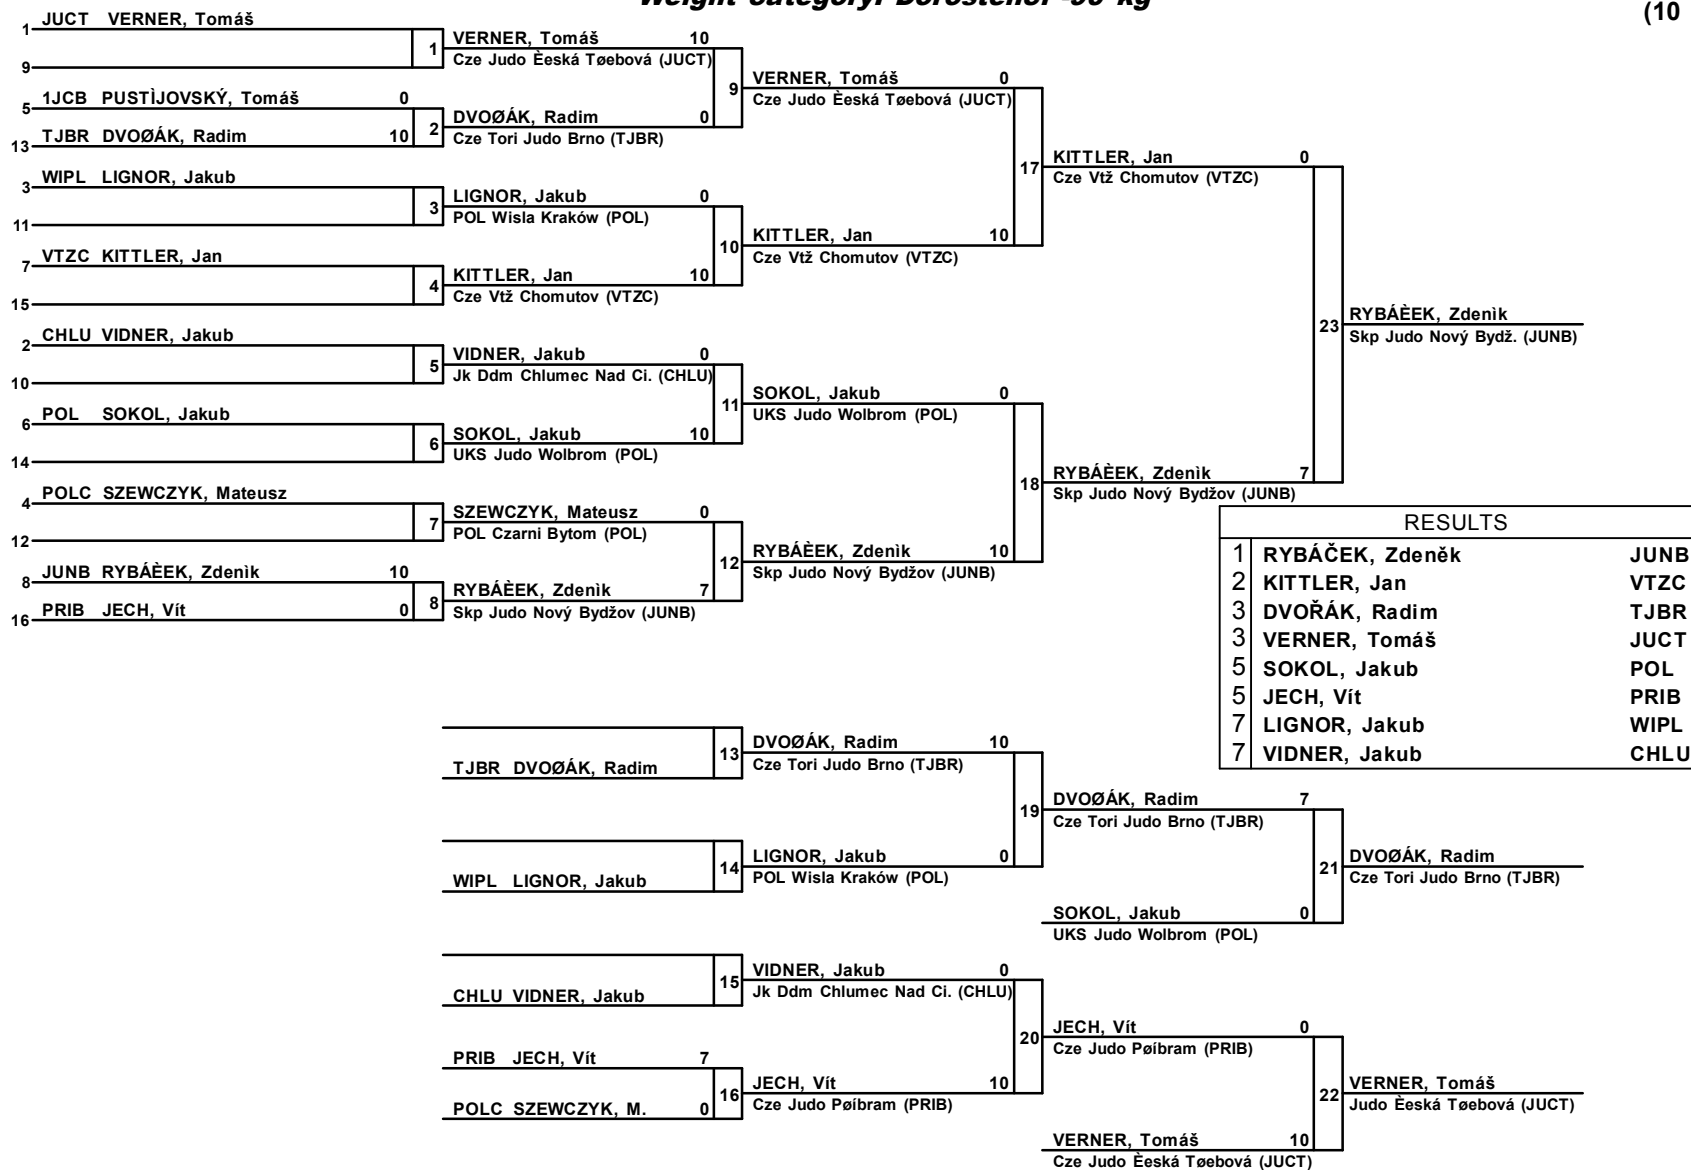 Weight category: Dorostenci -90 kg
(10
1 JUCT VERNER, Tomáš
9
1
VERNER, Tomáš 10
Cze Judo Èeská Tøebová (JUCT)
5 1JCB PUSTÌJOVSKÝ, Tomáš 0
13 TJBR DVOØÁK, Radim 10
2
DVOØÁK, Radim 0
Cze Tori Judo Brno (TJBR)
9
VERNER, Tomáš 0
Cze Judo Èeská Tøebová (JUCT)
3 WIPL LIGNOR, Jakub
11
3
LIGNOR, Jakub 0
POL Wisla Kraków (POL)
7 VTZC KITTLER, Jan
15
4
KITTLER, Jan 10
Cze Vtž Chomutov (VTZC)
10
KITTLER, Jan 10
Cze Vtž Chomutov (VTZC)
17
KITTLER, Jan 0
Cze Vtž Chomutov (VTZC)
2 CHLU VIDNER, Jakub
10
5
VIDNER, Jakub 0
Jk Ddm Chlumec Nad Ci. (CHLU)
6 POL SOKOL, Jakub
14
6
SOKOL, Jakub 10
UKS Judo Wolbrom (POL)
11
SOKOL, Jakub 0
UKS Judo Wolbrom (POL)
4 POLC SZEWCZYK, Mateusz
12
7
SZEWCZYK, Mateusz 0
POL Czarni Bytom (POL)
8 JUNB RYBÁÈEK, Zdenìk 10
16 PRIB JECH, Vít 0
8
RYBÁÈEK, Zdenìk 7
Skp Judo Nový Bydžov (JUNB)
12
RYBÁÈEK, Zdenìk 10
Skp Judo Nový Bydžov (JUNB)
18
RYBÁÈEK, Zdenìk 7
Skp Judo Nový Bydžov (JUNB)
23
RYBÁÈEK, Zdenìk
Skp Judo Nový Bydž. (JUNB)
RESULTS
1 RYBÁČEK, Zdeněk JUNB
2 KITTLER, Jan VTZC
3 DVOŘÁK, Radim TJBR
3 VERNER, Tomáš JUCT
5 SOKOL, Jakub POL
5 JECH, Vít PRIB
7 LIGNOR, Jakub WIPL
7 VIDNER, Jakub CHLU
TJBR DVOØÁK, Radim
13
DVOØÁK, Radim 10
Cze Tori Judo Brno (TJBR)
WIPL LIGNOR, Jakub
14
LIGNOR, Jakub 0
POL Wisla Kraków (POL)
19
DVOØÁK, Radim 7
Cze Tori Judo Brno (TJBR)
SOKOL, Jakub 0
UKS Judo Wolbrom (POL)
21
DVOØÁK, Radim
Cze Tori Judo Brno (TJBR)
CHLU VIDNER, Jakub
15
VIDNER, Jakub 0
Jk Ddm Chlumec Nad Ci. (CHLU)
PRIB JECH, Vít 7
POLC SZEWCZYK, M. 0
16
JECH, Vít 10
Cze Judo Pøíbram (PRIB)
20
JECH, Vít 0
Cze Judo Pøíbram (PRIB)
VERNER, Tomáš 10
Cze Judo Èeská Tøebová (JUCT)
22
VERNER, Tomáš
Judo Èeská Tøebová (JUCT)